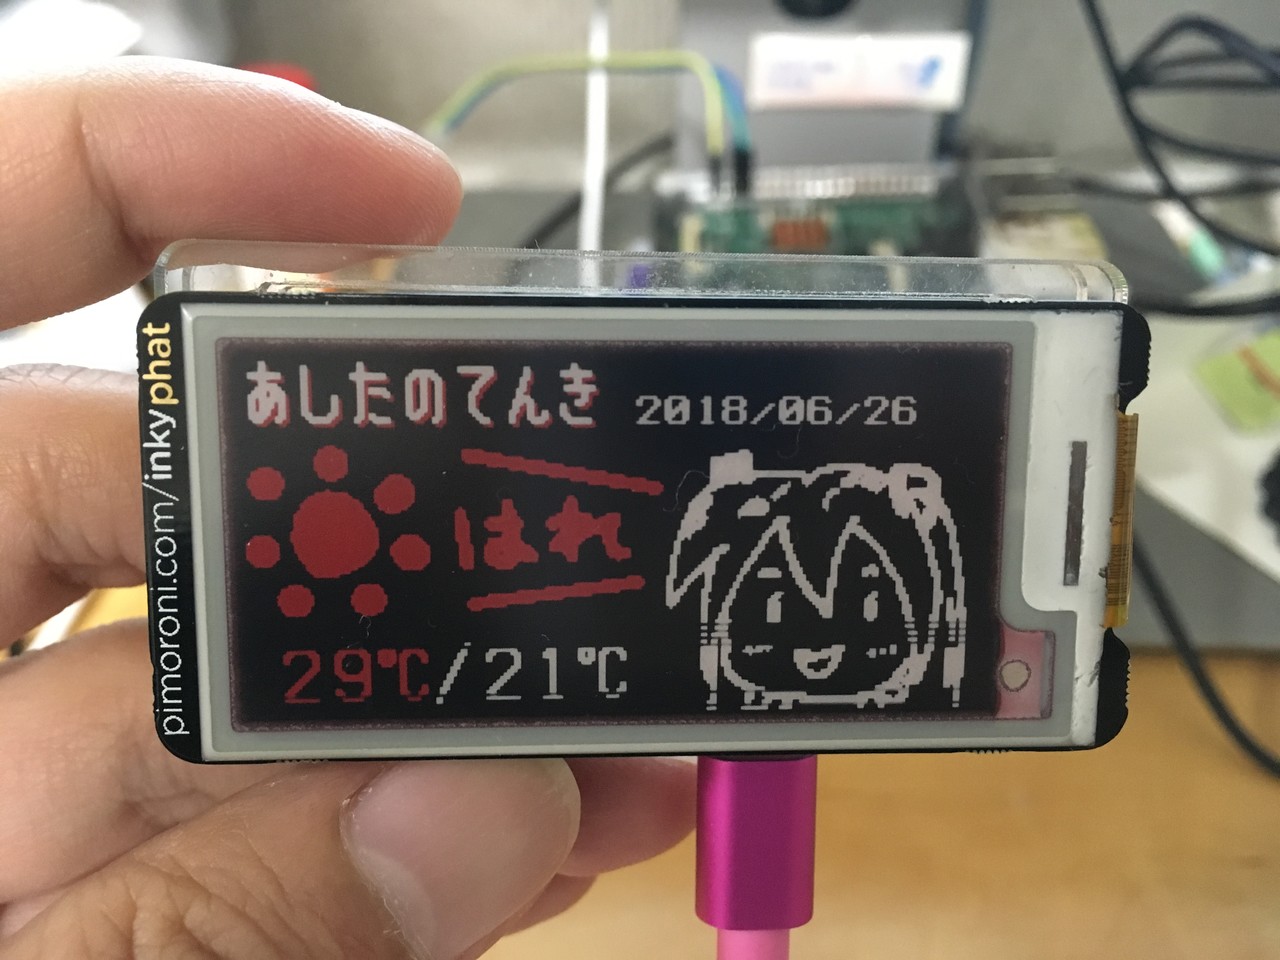 あしたのてんき 2018/06/26
はれ
29℃/21℃
pimoroni.com/inkyphat